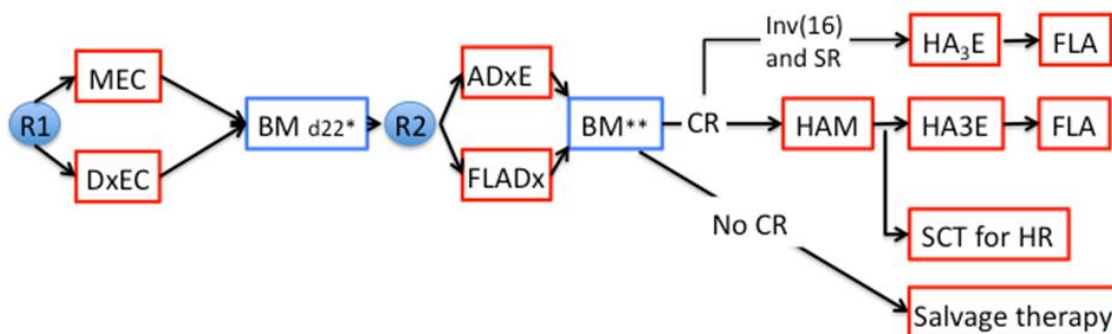 R1
MEC
DxEC
BM d22*
R2
ADxE
FLADx
BM**
CR
Inv(16)
and SR
HA₃E
FLA
HAM
HA3E
FLA
SCT for HR
No CR
Salvage therapy